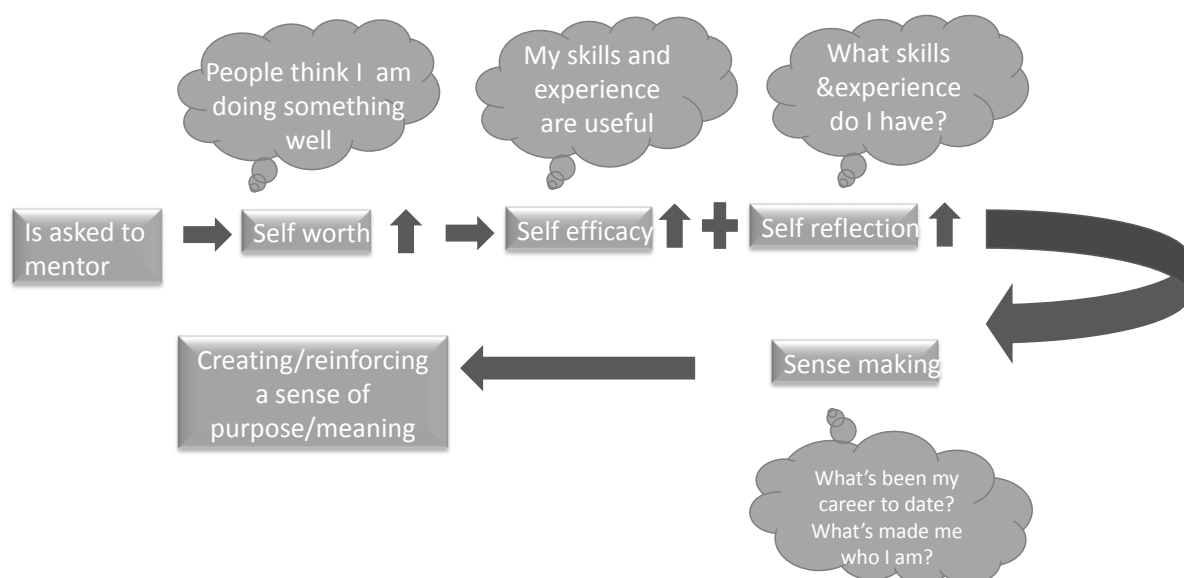 People think I am
doing something
well
My skills and
experience
are useful
What skills
&experience
do I have?
Is asked to
mentor
Self worth
Self efficacy
Self reflection
Creating/reinforcing
a sense of
purpose/meaning
Sense making
What's been my
career to date?
What's made me
who I am?